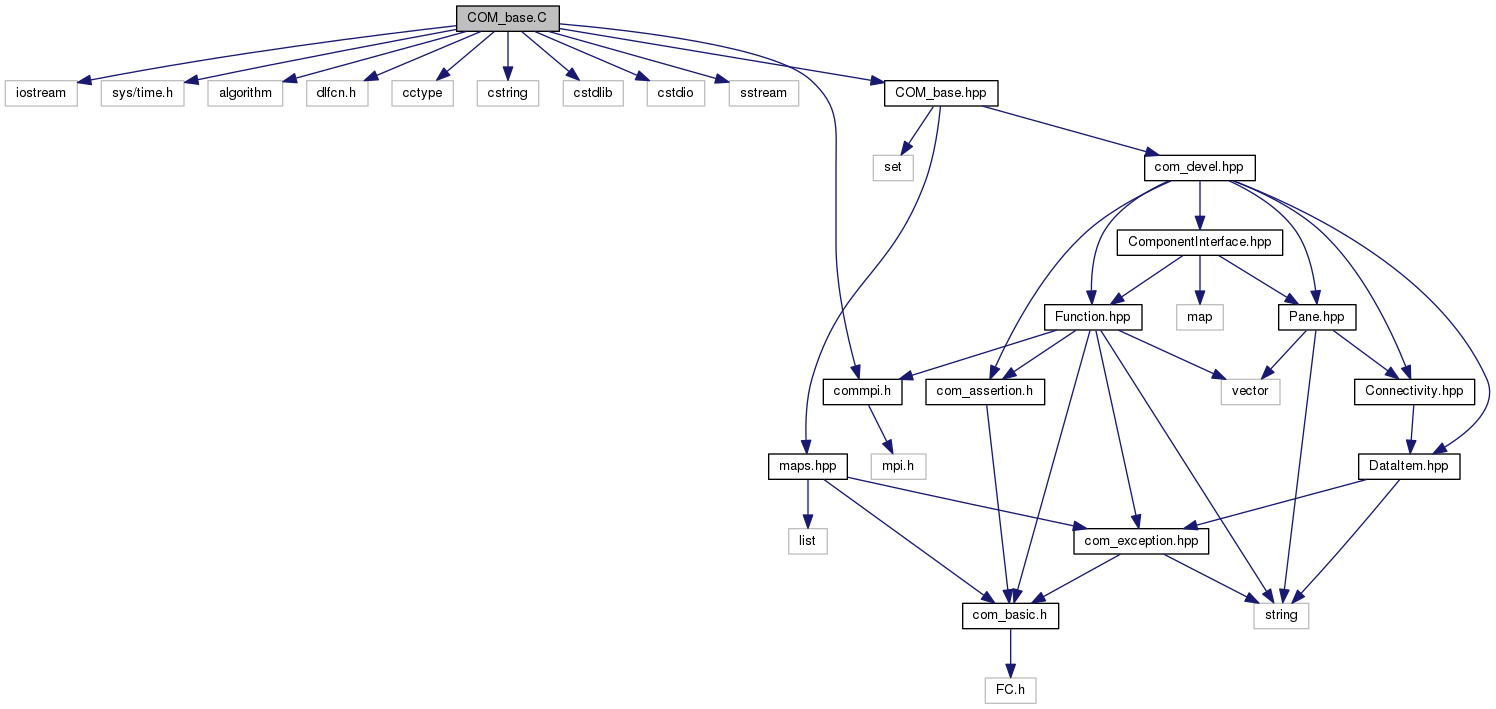 COM_base.C
iostream
sys/time.h
algorithm
dlfcn.h
cctype
cstring
cstdlib
cstdio
sstream
COM_base.hpp
set
com_devel.hpp
ComponentInterface.hpp
Function.hpp
map
Pane.hpp
commpi.h
com_assertion.h
vector
Connectivity.hpp
maps.hpp
mpi.h
DataItem.hpp
list
com_exception.hpp
com_basic.h
string
FC.h